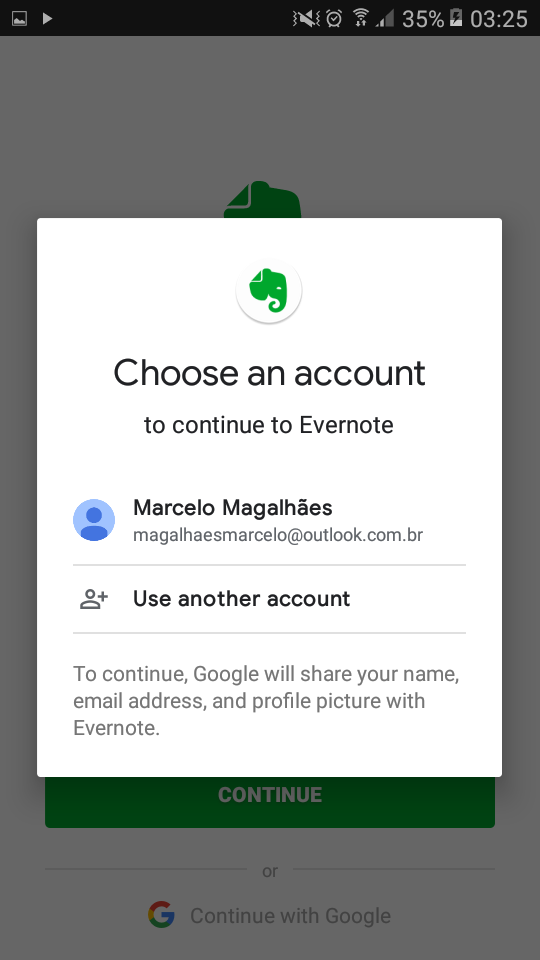 35% 03:25
Choose an account
to continue to Evernote
Marcelo Magalhães
magalhaesmarcelo@outlook.com.br
Use another account
To continue, Google will share your name,
email address, and profile picture with
Evernote.
CONTINUE
or
Continue with Google